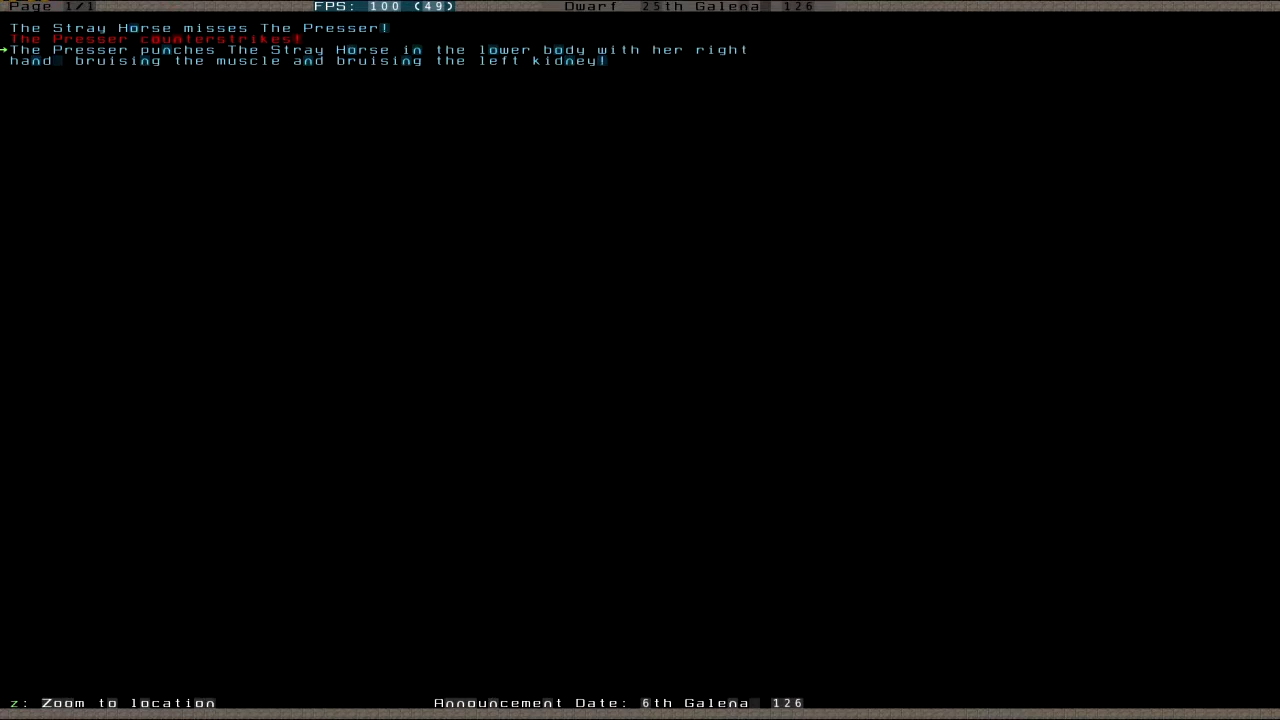 Page 1/1 FPS: 100 (49) Dwarf 25th Galena 126
The Stray Horse misses The Presser!
The Presser counterstrikes!
The Presser punches The Stray Horse in the lower body with her right
hand bruising the muscle and bruising the left kidney!
z: Zoom to location Announcement Date: 6th Galena 126